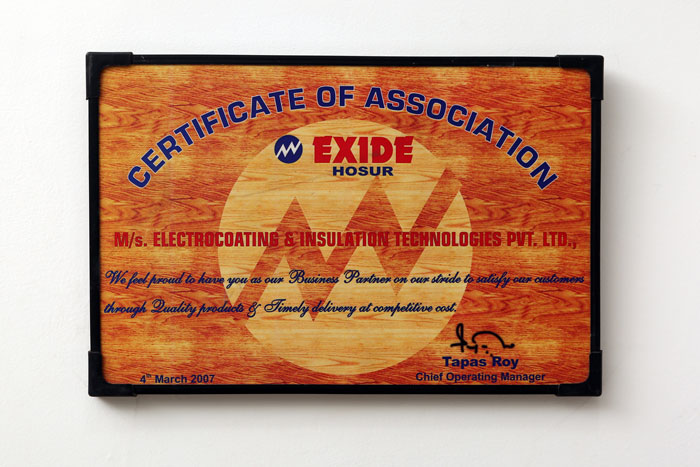 CERTIFICATE OF ASSOCIATION
EXIDE
HOSUR
M/s. ELECTROCOATING & INSULATION TECHNOLOGIES PVT. LTD.,
We feel proud to have you as our Business Partner on our stride to satisfy our customers
through Quality products & Timely delivery at competitive cost.
Tapas Roy
Chief Operating Manager
4th March 2007